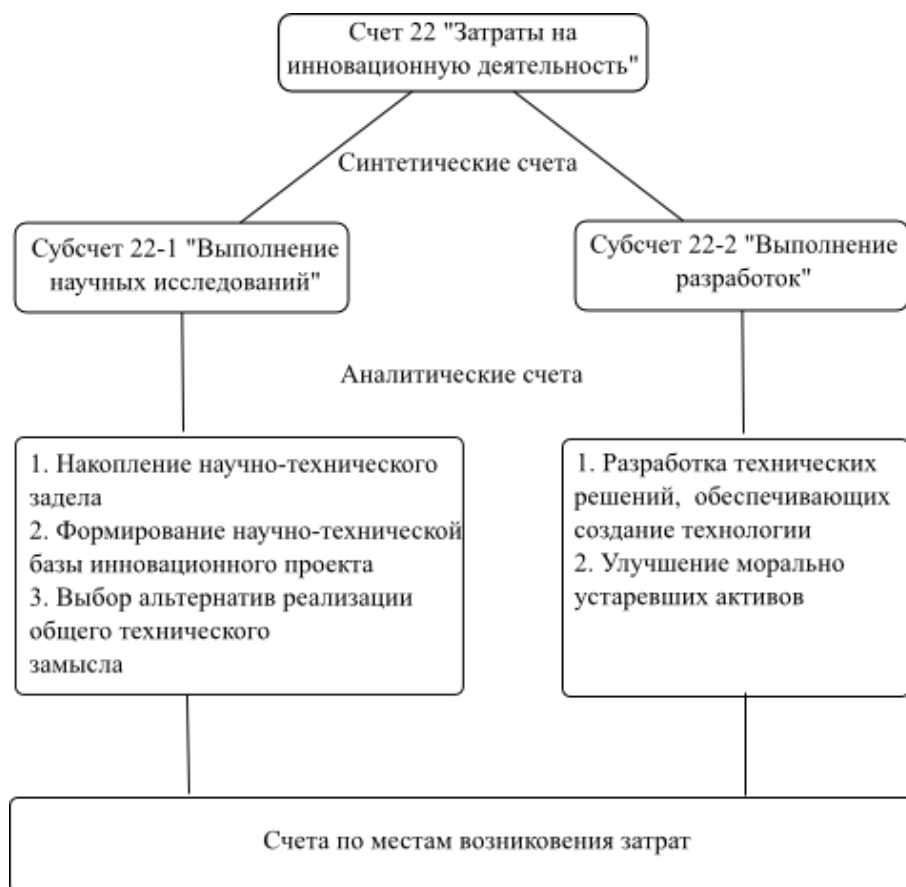 Счет 22 "Затраты на
инновационную деятельность"
Синтетические счета
Субсчет 22-1 "Выполнение
научных исследований"
Субсчет 22-2 "Выполнение
разработок"
Аналитические счета
1. Накопление научно-технического
задела
2. Формирование научно-технической
базы инновационного проекта
3. Выбор альтернатив реализации
общего технического
замысла
1. Разработка технических
решений, обеспечивающих
создание технологии
2. Улучшение морально
устаревших активов
Счета по местам возниковения затрат